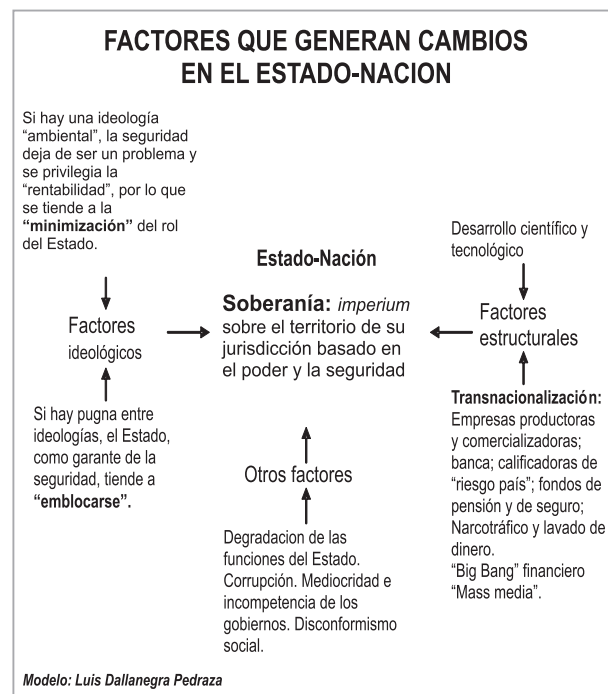 FACTORES QUE GENERAN CAMBIOS
EN EL ESTADO-NACION
Si hay una ideología
“ambiental”, la seguridad
deja de ser un problema y
se privilegia la
“rentabilidad”, por lo que
se tiende a la
“minimización” del rol
del Estado.
Factores
ideológicos
Si hay pugna entre
ideologías, el Estado,
como garante de la
seguridad, tiende a
“emblocarse”.
Estado-Nación
Soberanía: imperium
sobre el territorio de su
jurisdicción basado en
el poder y la seguridad
Otros factores
Degradacion de las
funciones del Estado.
Corrupción. Mediocridad e
incompetencia de los
gobiernos. Disconformismo
social.
Desarrollo científico y
tecnológico
Factores
estructurales
Transnacionalización:
Empresas productoras
y comercializadoras;
banca; calificadoras de
“riesgo país”; fondos de
pensión y de seguro;
Narcotráfico y lavado de
dinero.
“Big Bang” financiero
“Mass media”.
Modelo: Luis Dallanegra Pedraza